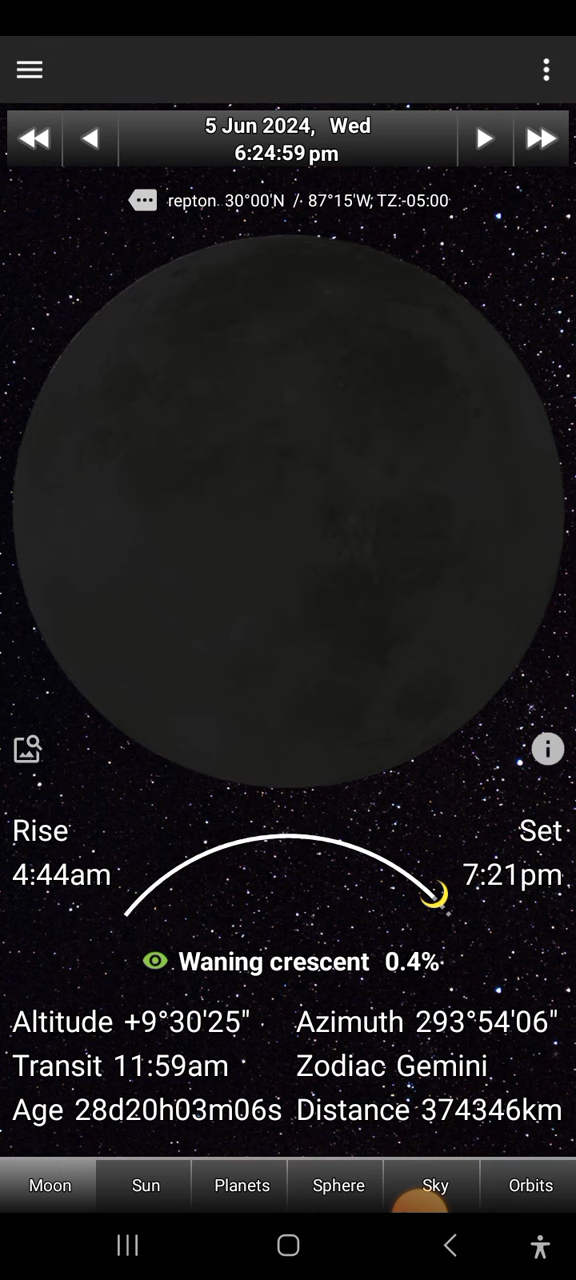 5 Jun 2024, Wed
6:24:59 pm
repton 30°00'N / 87°15'W; TZ:-05:00
Rise
Set
4:44am
7:21pm
Waning crescent 0.4%
Altitude +9°30'25" Azimuth 293°54'06"
Transit 11:59am Zodiac Gemini
Age 28d20h03m06s Distance 374346km
Moon Sun Planets Sphere Sky Orbits